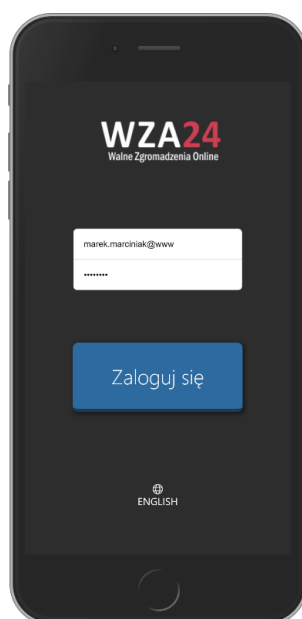 WZA24
Walne Zgromadzenia Online
marek.marciniak@www
••••••••
Zaloguj się
ENGLISH